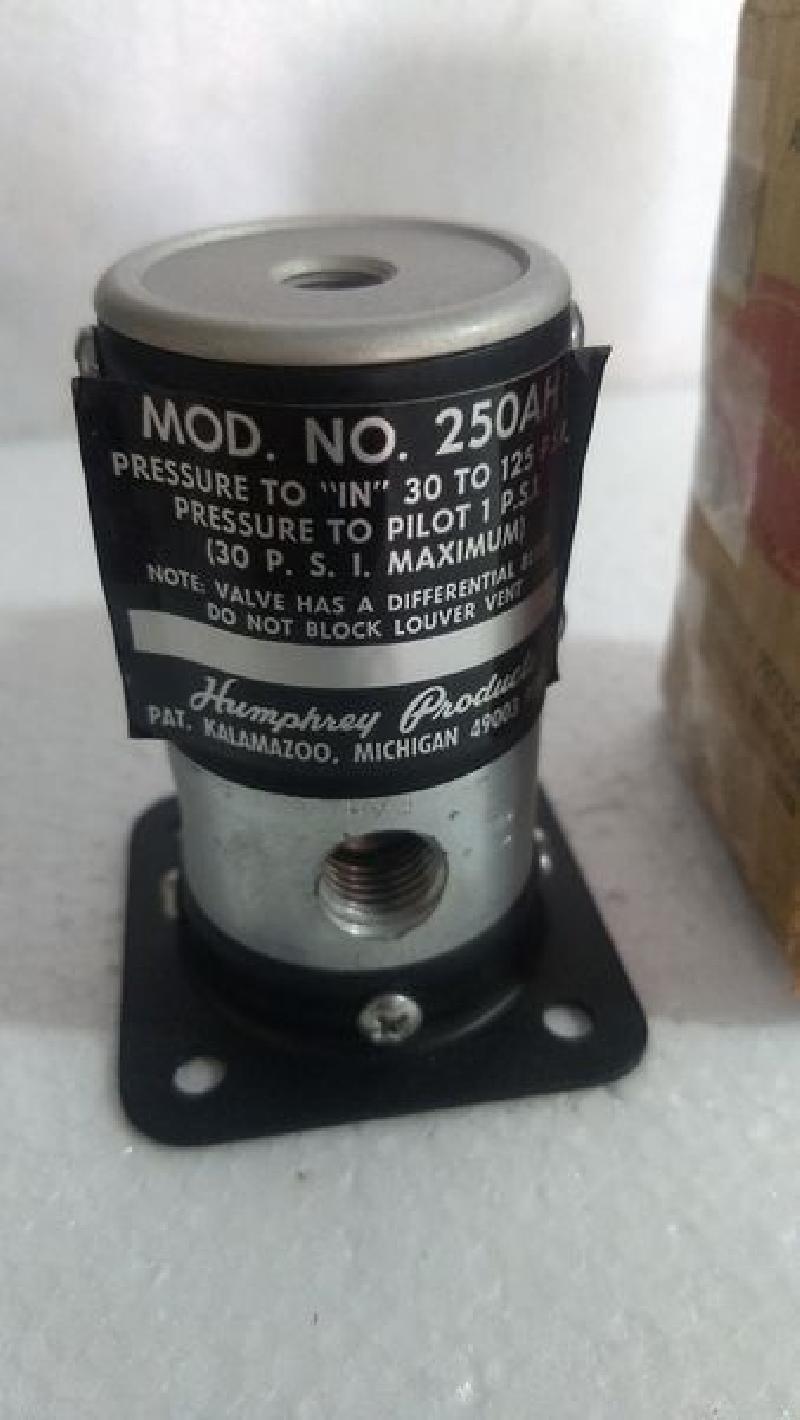 MOD. NO. 250AH
PRESSURE TO "IN" 30 TO 125 P.S.I.
PRESSURE TO PILOT 1 P.S.I.
(30 P. S. I. MAXIMUM)
NOTE: VALVE HAS A DIFFERENTIAL
DO NOT BLOCK LOUVER VENT
Humphrey Products
PAT. KALAMAZOO, MICHIGAN 49003